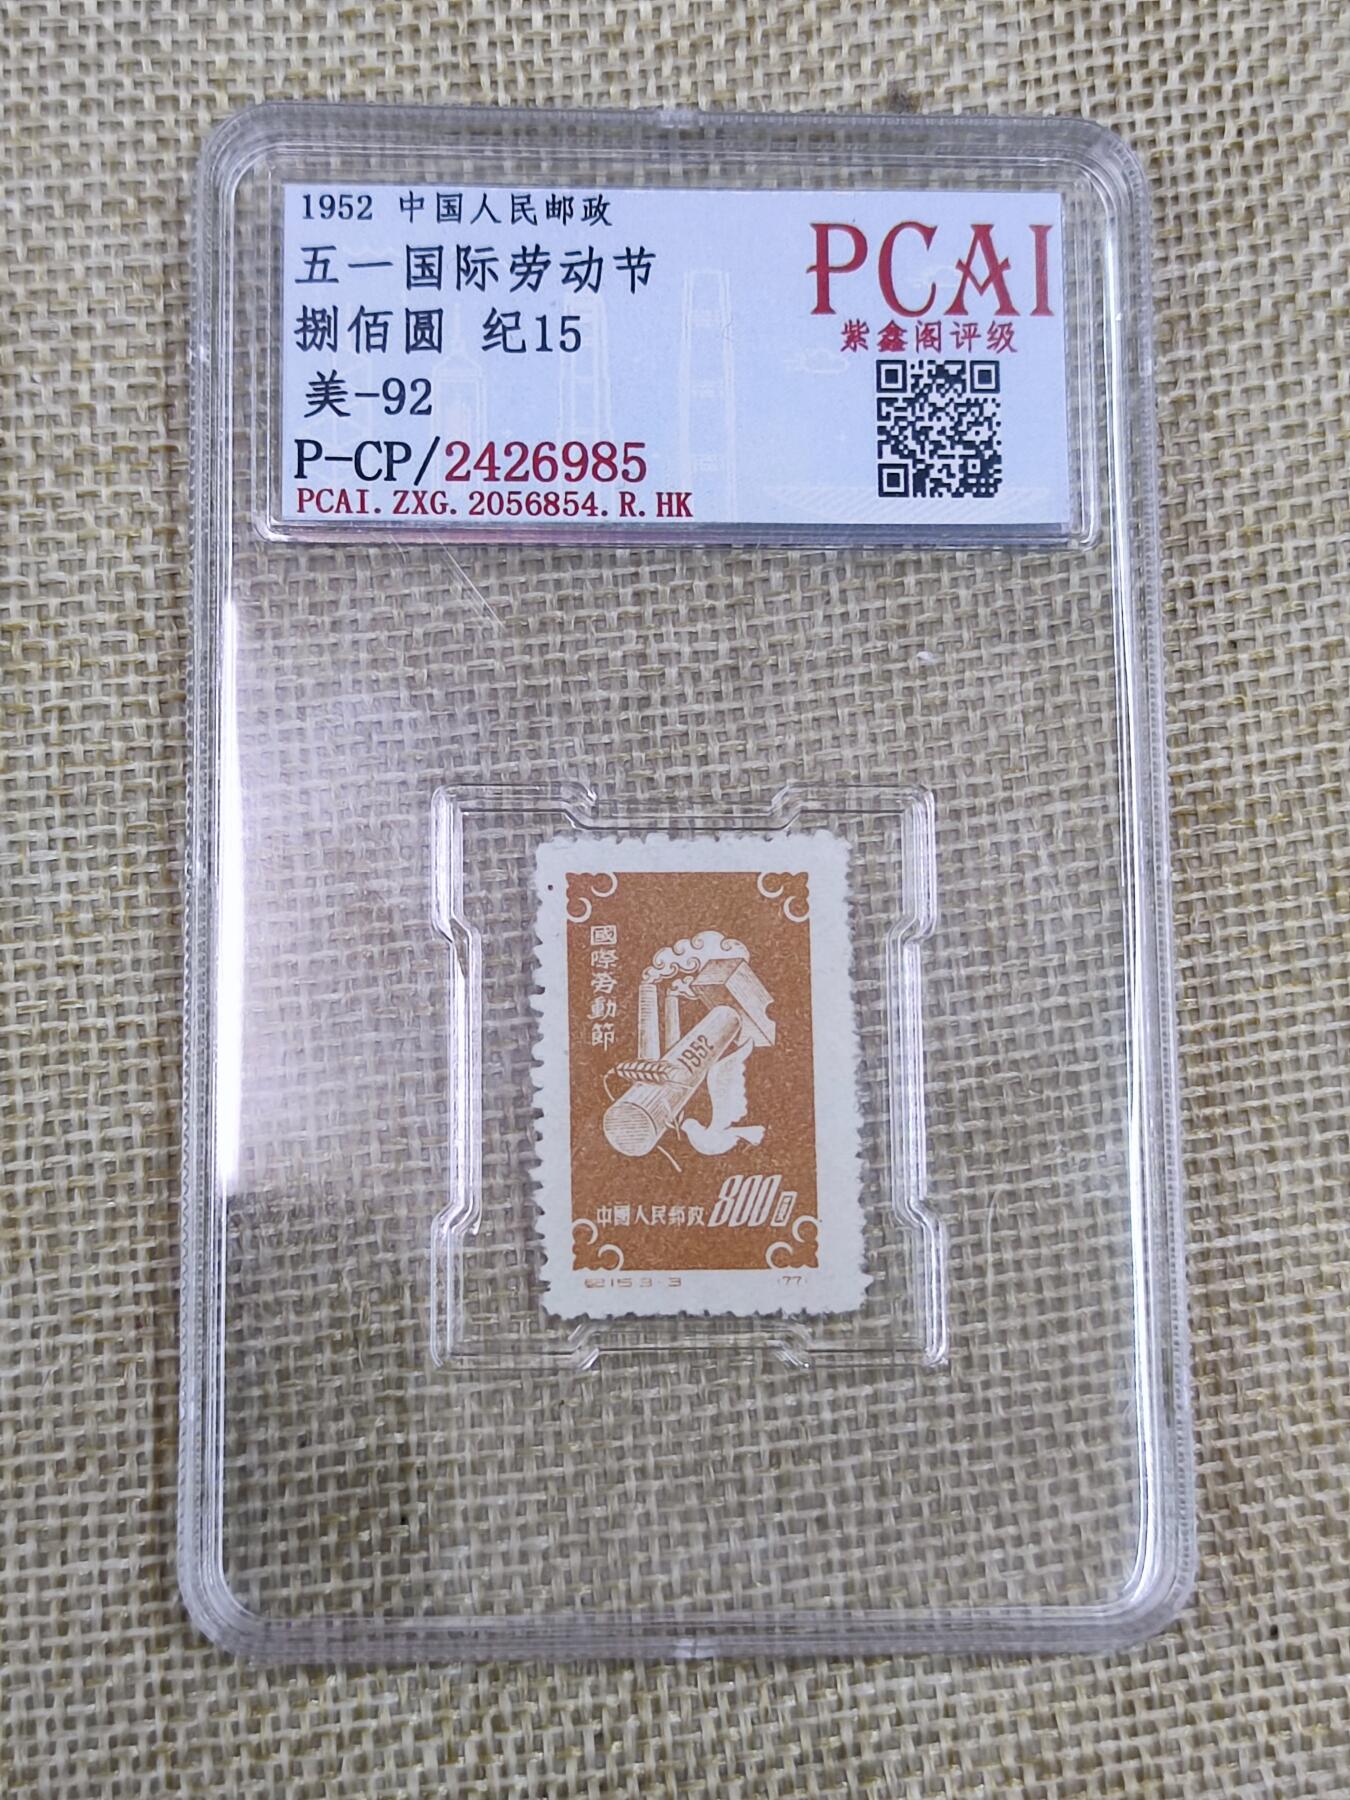 1952 中国人民邮政
五一国际劳动节
捌佰圆 纪15
美-92
P-CP/2426985
PCAI.ZXG.2056854.R.HK
PCAI
紫鑫阁评级
國際勞動節
1952
中國人民郵政 800圓
紀15.3-3 (77)